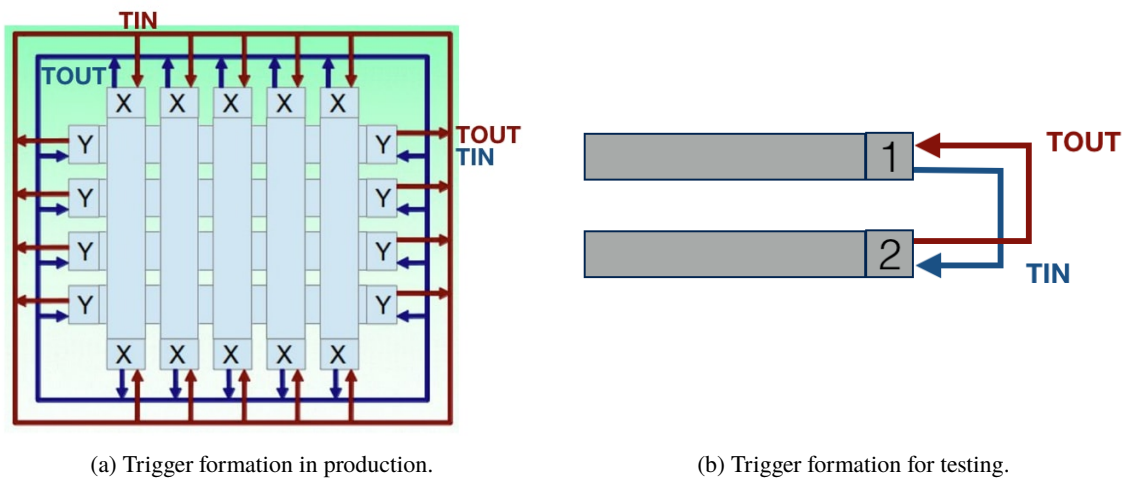 TIN
TOUT
X X X X X
Y Y
TOUT
TIN
Y Y
Y Y
Y Y
X X X X X
(a) Trigger formation in production.
1
TOUT
2
TIN
(b) Trigger formation for testing.